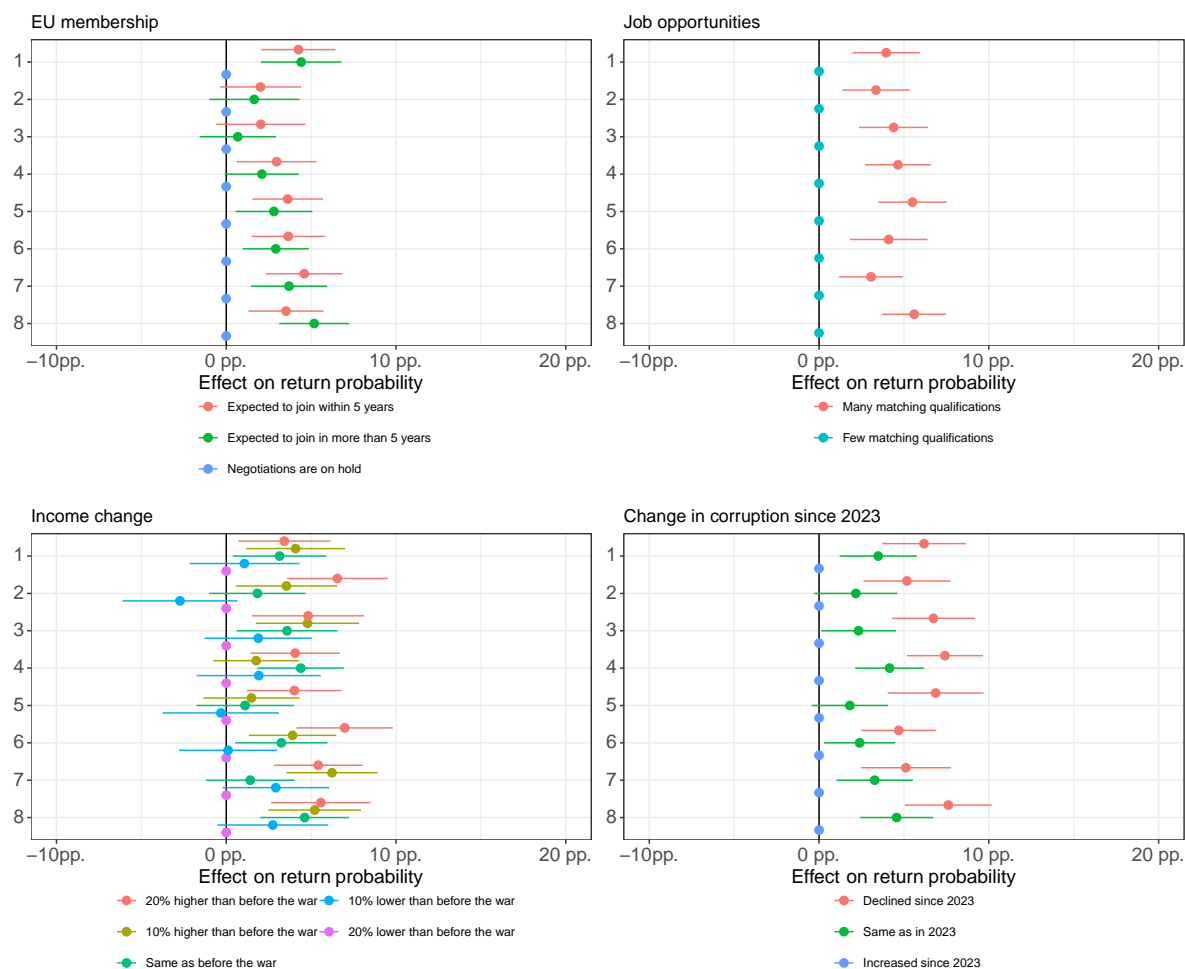 EU membership
1
2
3
4
5
6
7
8
−10pp.
0 pp.
10 pp.
20 pp.
Effect on return probability
Expected to join within 5 years
Expected to join in more than 5 years
Negotiations are on hold
Job opportunities
1
2
3
4
5
6
7
8
−10pp.
0 pp.
10 pp.
20 pp.
Effect on return probability
Many matching qualifications
Few matching qualifications
Income change
1
2
3
4
5
6
7
8
−10pp.
0 pp.
10 pp.
20 pp.
Effect on return probability
20% higher than before the war
10% higher than before the war
Same as before the war
10% lower than before the war
20% lower than before the war
Change in corruption since 2023
1
2
3
4
5
6
7
8
−10pp.
0 pp.
10 pp.
20 pp.
Effect on return probability
Declined since 2023
Same as in 2023
Increased since 2023